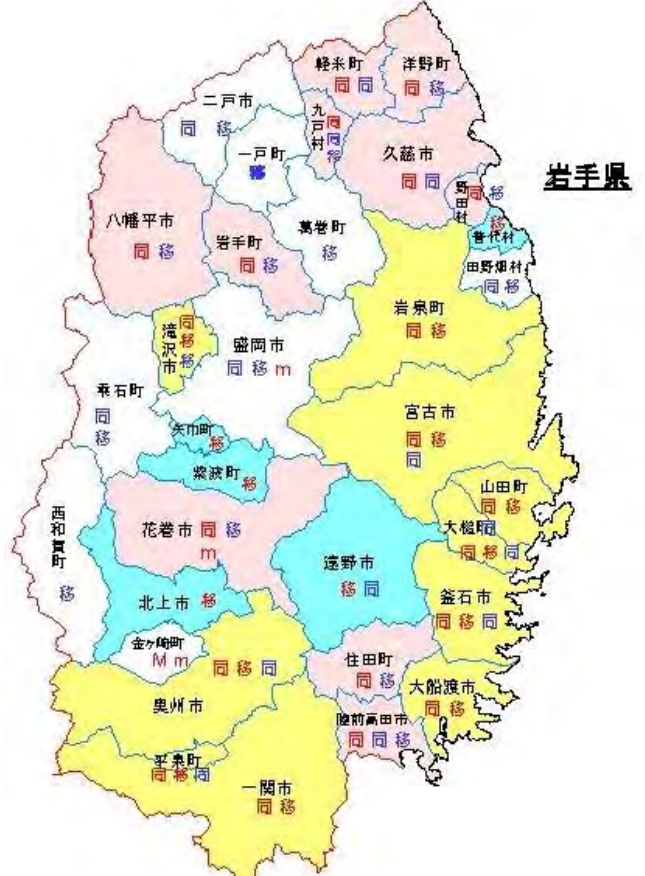 岩手県
軽米町
同 同
洋野町
同 移
二戸市
同 移
九戸村
同
同
移
一戸町
移
久慈市
同 同
野田村
同 移
移
普代村
田野畑村
同 移
八幡平市
同 移
岩手町
同 移
葛巻町
移
岩泉町
同 移
滝沢市
同
移
移
盛岡市
同 移 m
雫石町
同
移
宮古市
同 移
同
矢巾町
移
紫波町
移
山田町
同 移
大槌町
同 移 同
花巻市 同 移
m
西和賀町
移
遠野市
移 同
釜石市
同 移 同
北上市 移
金ヶ崎町
M m
同 移 同
奥州市
住田町
同 移
大船渡市
同 移
陸前高田市
同 同 移
平泉町
同 移 同
一関市
同 移